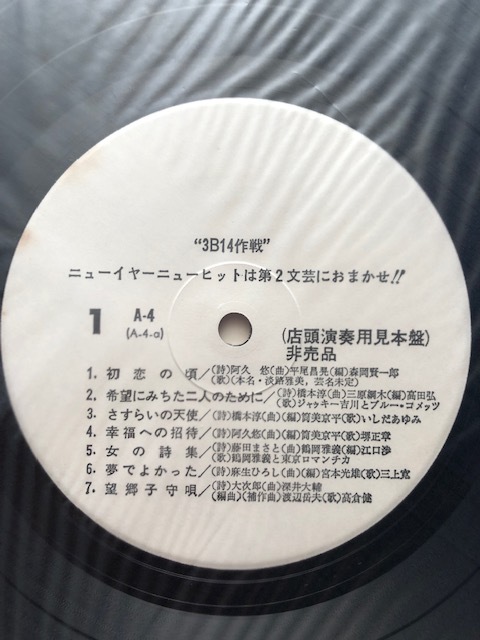 “3B14作戦”
ニューイヤーニューヒットは第2文芸におまかせ!!
1 A-4
(A-4-a)
(店頭演奏用見本盤)
非売品
1. 初恋の頃/(詩)阿久 悠(曲)平尾昌晃(編)森岡賢一郎
(歌)(本名・淡路雅美,芸名未定)
2. 希望にみちた二人のために/(詩)橋本淳(曲)三原綱木(編)高田弘
(歌)ジャッキー吉川とブルー・コメッツ
3. さすらいの天使/(詩)橋本淳(曲)(編)筒美京平(歌)いしだあゆみ
4. 幸福への招待/(詩)阿久悠(曲)(編)筒美京平(歌)堺正章
5. 女の詩集/(詩)藤田まさと(曲)鶴岡雅義(編)江口浩
(歌)鶴岡雅義と東京ロマンチカ
6. 夢でよかった/(詩)麻生ひろし(曲)(編)宮本光雄(歌)三上寛
7. 望郷子守唄/(詩)大次郎(曲)深井大輔
(編曲)(補作曲)渡辺岳夫(歌)高倉健